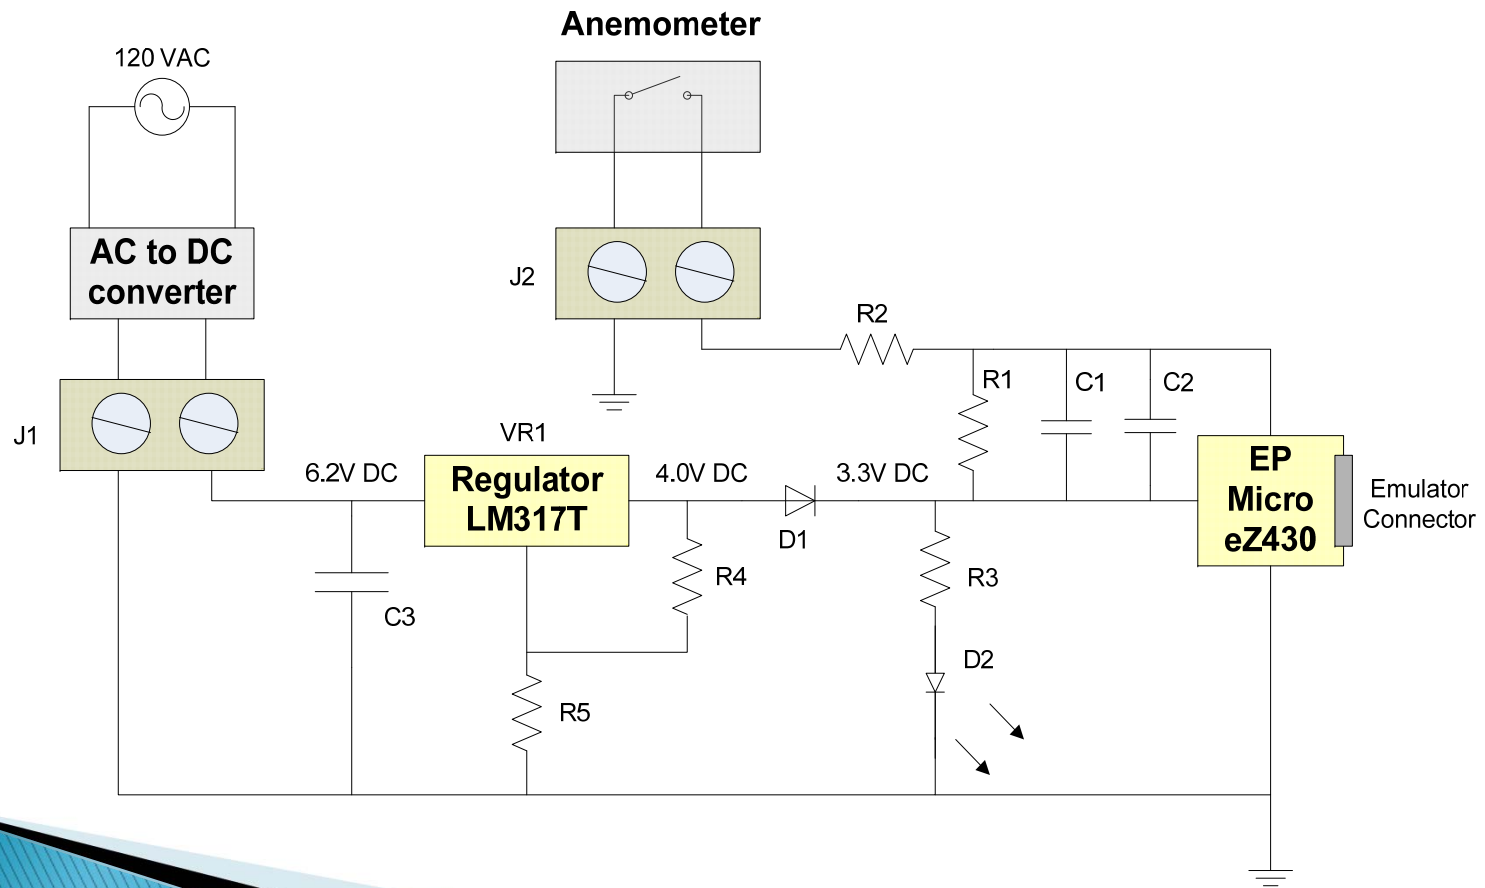 Anemometer
120 VAC
AC to DC
converter
J2
R2
R1
C1
C2
J1
VR1
6.2V DC
Regulator
LM317T
4.0V DC
3.3V DC
D1
EP
Micro
eZ430
Emulator
Connector
R4
R3
C3
D2
R5